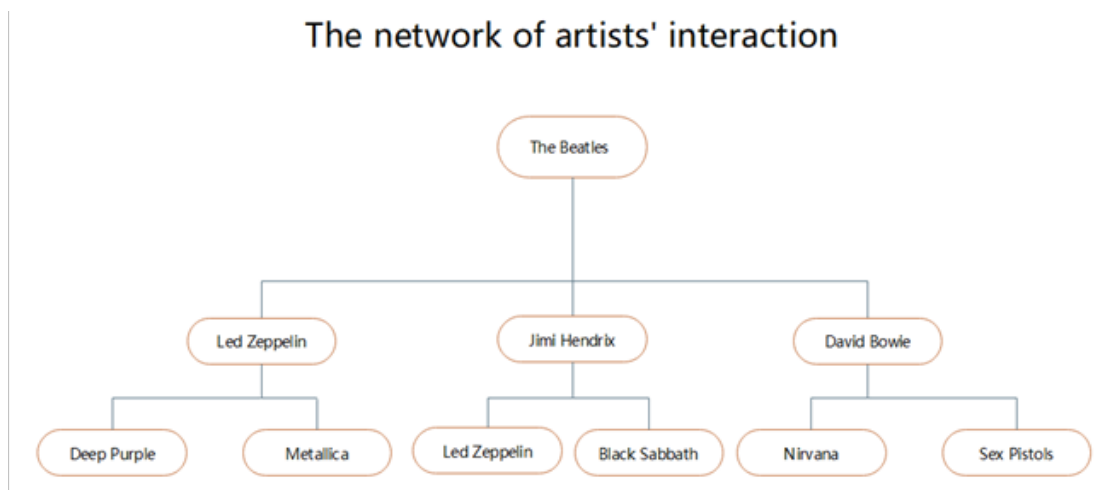 The network of artists' interaction
The Beatles
Led Zeppelin
Jimi Hendrix
David Bowie
Deep Purple
Metallica
Led Zeppelin
Black Sabbath
Nirvana
Sex Pistols